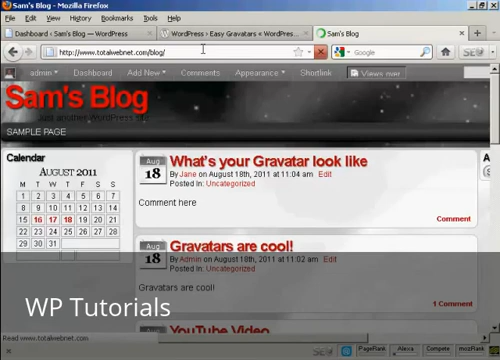 Sam's Blog - Mozilla Firefox
File Edit View History Bookmarks Tools Help
Dashboard ‹ Sam's Blog — WordPress
WordPress › Easy Gravatars « WordPres...
Sam's Blog
http://www.totalwebnet.com/blog/
Google
admin Dashboard Add New Comments Appearance Shortlink Views over
Sam's Blog
Just another WordPress site
SAMPLE PAGE
Calendar
AUGUST 2011
M T W T F S S
1 2 3 4 5 6 7
8 9 10 11 12 13 14
15 16 17 18 19 20 21
22 23 24 25 26 27 28
29 30 31
Aug
18
What's your Gravatar look like
By Jane on August 18th, 2011 at 11:04 am Edit
Posted In: Uncategorized
Comment here
Comment
Aug
18
Gravatars are cool!
By Admin on August 18th, 2011 at 11:02 am Edit
Posted In: Uncategorized
Gravatars are cool!
1 Comment
Aug
YouTube Video
A
WP Tutorials
Read www.totalwebnet.com
PageRank Alexa Compete mozRank